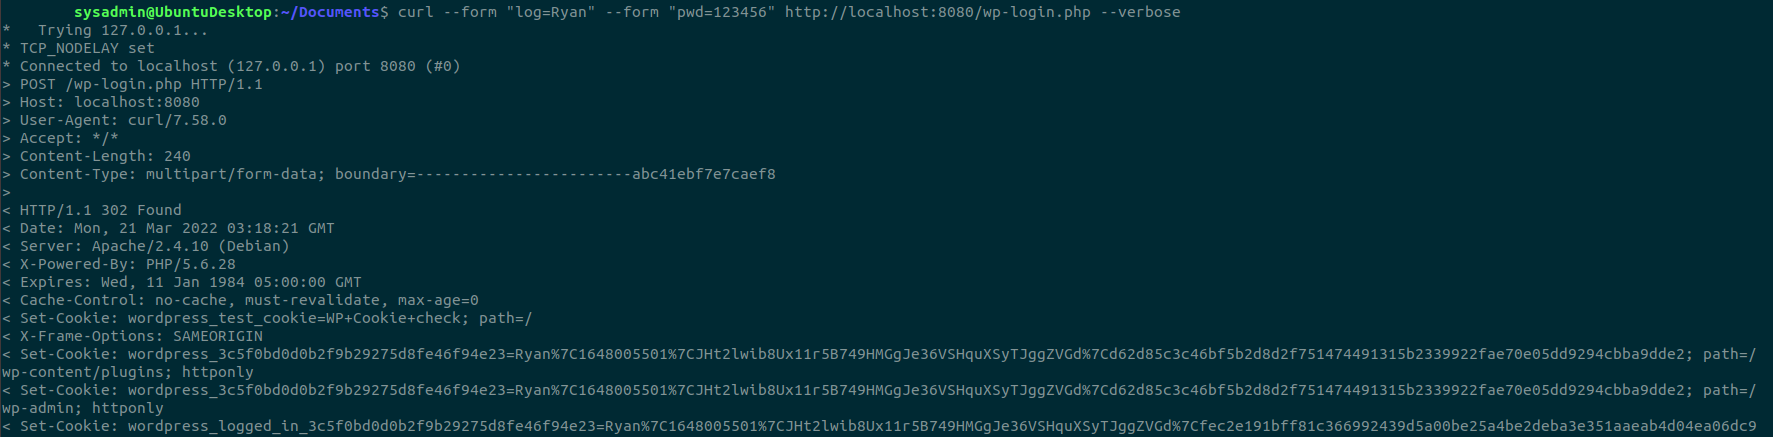 sysadmin@UbuntuDesktop:~/Documents$ curl --form "log=Ryan" --form "pwd=123456" http://localhost:8080/wp-login.php --verbose
*   Trying 127.0.0.1...
* TCP_NODELAY set
* Connected to localhost (127.0.0.1) port 8080 (#0)
> POST /wp-login.php HTTP/1.1
> Host: localhost:8080
> User-Agent: curl/7.58.0
> Accept: */*
> Content-Length: 240
> Content-Type: multipart/form-data; boundary=------------------------abc41ebf7e7caef8
>
< HTTP/1.1 302 Found
< Date: Mon, 21 Mar 2022 03:18:21 GMT
< Server: Apache/2.4.10 (Debian)
< X-Powered-By: PHP/5.6.28
< Expires: Wed, 11 Jan 1984 05:00:00 GMT
< Cache-Control: no-cache, must-revalidate, max-age=0
< Set-Cookie: wordpress_test_cookie=WP+Cookie+check; path=/
< X-Frame-Options: SAMEORIGIN
< Set-Cookie: wordpress_3c5f0bd0d0b2f9b29275d8fe46f94e23=Ryan%7C1648005501%7CJHt2lwib8Ux11r5B749HMGgJe36VSHquXSyTJggZVGd%7Cd62d85c3c46bf5b2d8d2f751474491315b2339922fae70e05dd9294cbba9dde2; path=/
wp-content/plugins; httponly
< Set-Cookie: wordpress_3c5f0bd0d0b2f9b29275d8fe46f94e23=Ryan%7C1648005501%7CJHt2lwib8Ux11r5B749HMGgJe36VSHquXSyTJggZVGd%7Cd62d85c3c46bf5b2d8d2f751474491315b2339922fae70e05dd9294cbba9dde2; path=/
wp-admin; httponly
< Set-Cookie: wordpress_logged_in_3c5f0bd0d0b2f9b29275d8fe46f94e23=Ryan%7C1648005501%7CJHt2lwib8Ux11r5B749HMGgJe36VSHquXSyTJggZVGd%7Cfec2e191bff81c366992439d5a00be25a4be2deba3e351aaeab4d04ea06dc9